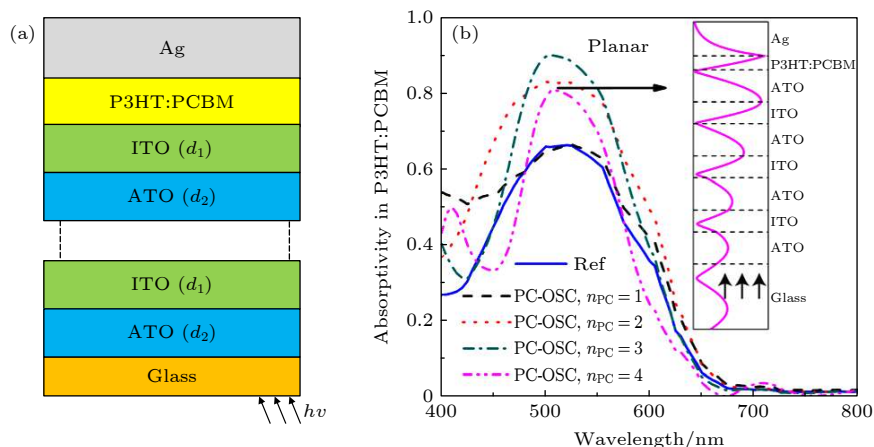 (a)
Ag
P3HT:PCBM
ITO (d₁)
ATO (d₂)
ITO (d₁)
ATO (d₂)
Glass
hν
(b)
Planar
Absorptivity in P3HT:PCBM
1.0
0.8
0.6
0.4
0.2
0
Ref
PC-OSC, nPC = 1
PC-OSC, nPC = 2
PC-OSC, nPC = 3
PC-OSC, nPC = 4
Ag
P3HT:PCBM
ATO
ITO
ATO
ITO
ATO
ITO
ATO
Glass
400 500 600 700 800
Wavelength/nm